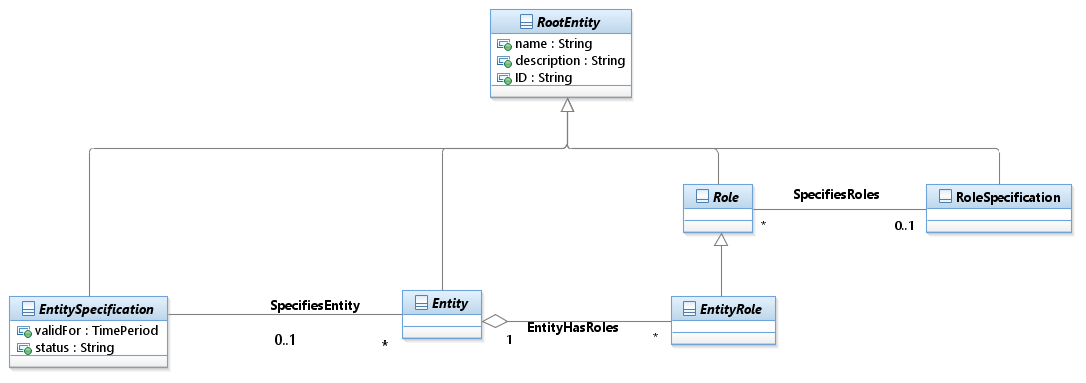 RootEntity
name : String
description : String
ID : String
Role
SpecifiesRoles
RoleSpecification
*
0..1
EntitySpecification
validFor : TimePeriod
status : String
SpecifiesEntity
0..1
*
Entity
1
EntityHasRoles
*
EntityRole